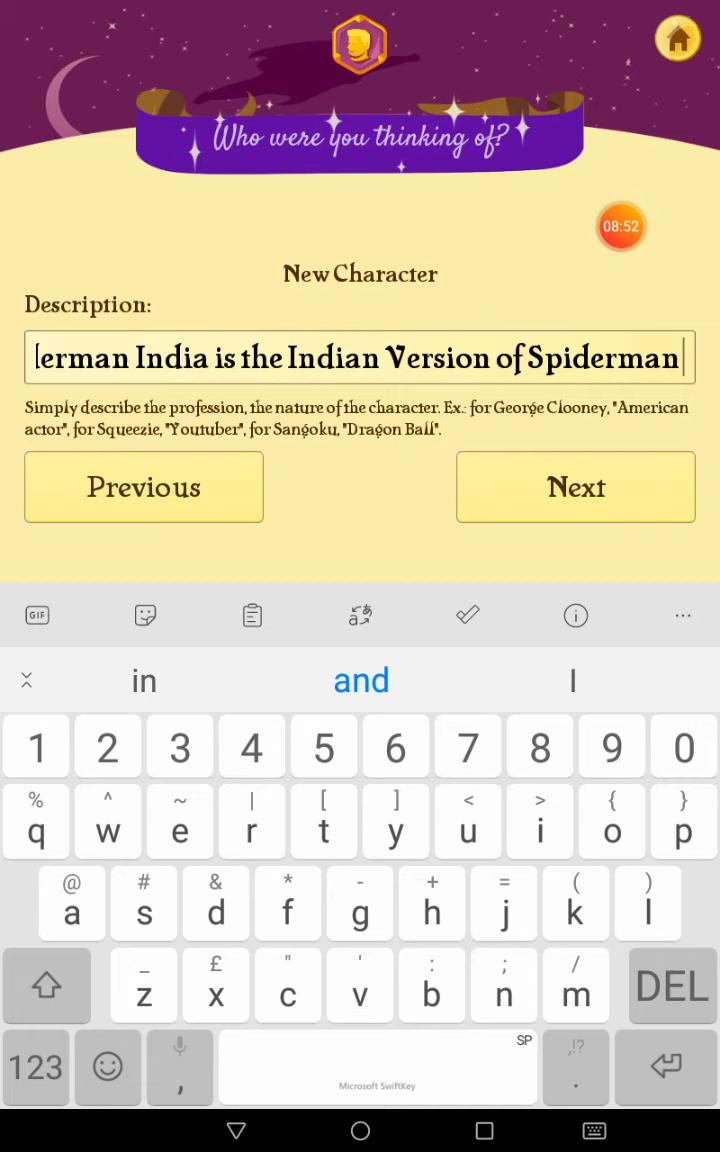 Who were you thinking of?
08:52
New Character
Description:
lerman India is the Indian Version of Spiderman
Simply describe the profession, the nature of the character. Ex.: for George Clooney, "American
actor", for Squeezie, "Youtuber", for Sangoku, "Dragon Ball".
Previous Next
GIF
in and I
1 2 3 4 5 6 7 8 9 0
% ^ ~ | [ ] < > { }
q w e r t y u i o p
@ # & * - + = ( )
a s d f g h j k l
_ £ " ' : ; /
z x c v b n m DEL
SP ,!?
123 , .
Microsoft SwiftKey